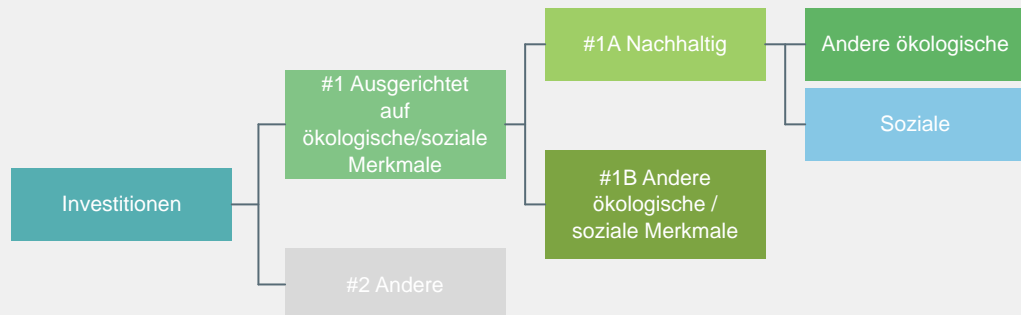 Investitionen
#1 Ausgerichtet
auf
ökologische/soziale
Merkmale
#2 Andere
#1A Nachhaltig
#1B Andere
ökologische /
soziale Merkmale
Andere ökologische
Soziale